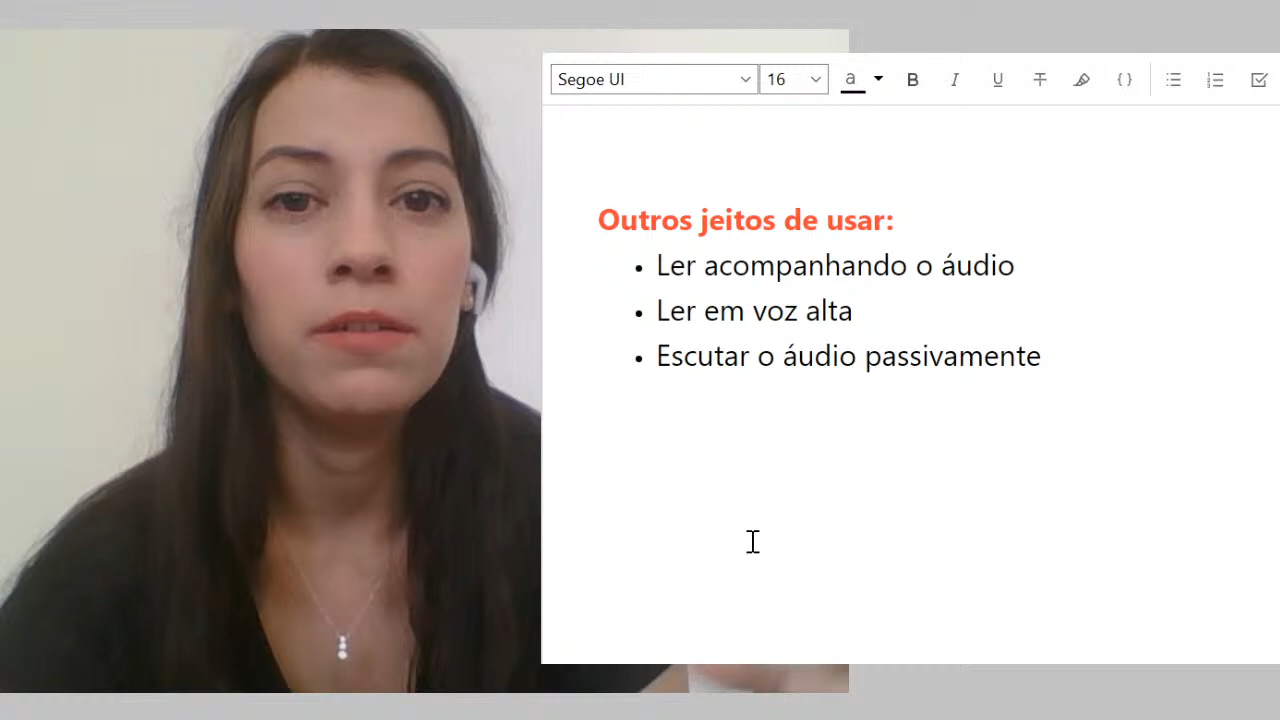 Segoe UI 16 a B I U T { }
Outros jeitos de usar:
• Ler acompanhando o áudio
• Ler em voz alta
• Escutar o áudio passivamente